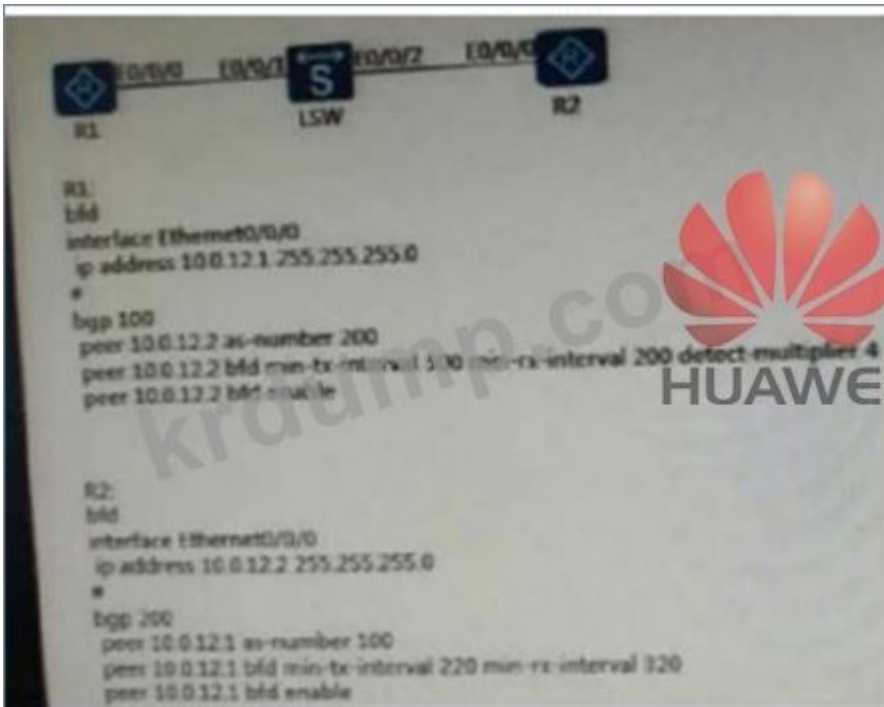 E0/0/0 E0/0/1 E0/0/2 E0/0/0
S
R1 LSW R2
R1:
bfd
interface Ethernet0/0/0
ip address 10.0.12.1 255.255.255.0
#
bgp 100
peer 10.0.12.2 as-number 200
peer 10.0.12.2 bfd min-tx-interval min-rx-interval 200 detect-multiplier 4
peer 10.0.12.2 bfd enable
HUAWE
krdump.com
R2:
bfd
interface Ethernet0/0/0
ip address 10.0.12.2 255.255.255.0
#
bgp 200
peer 10.0.12.1 as-number 100
peer 10.0.12.1 bfd min-tx-interval 220 min-rx-interval 320
peer 10.0.12.1 bfd enable